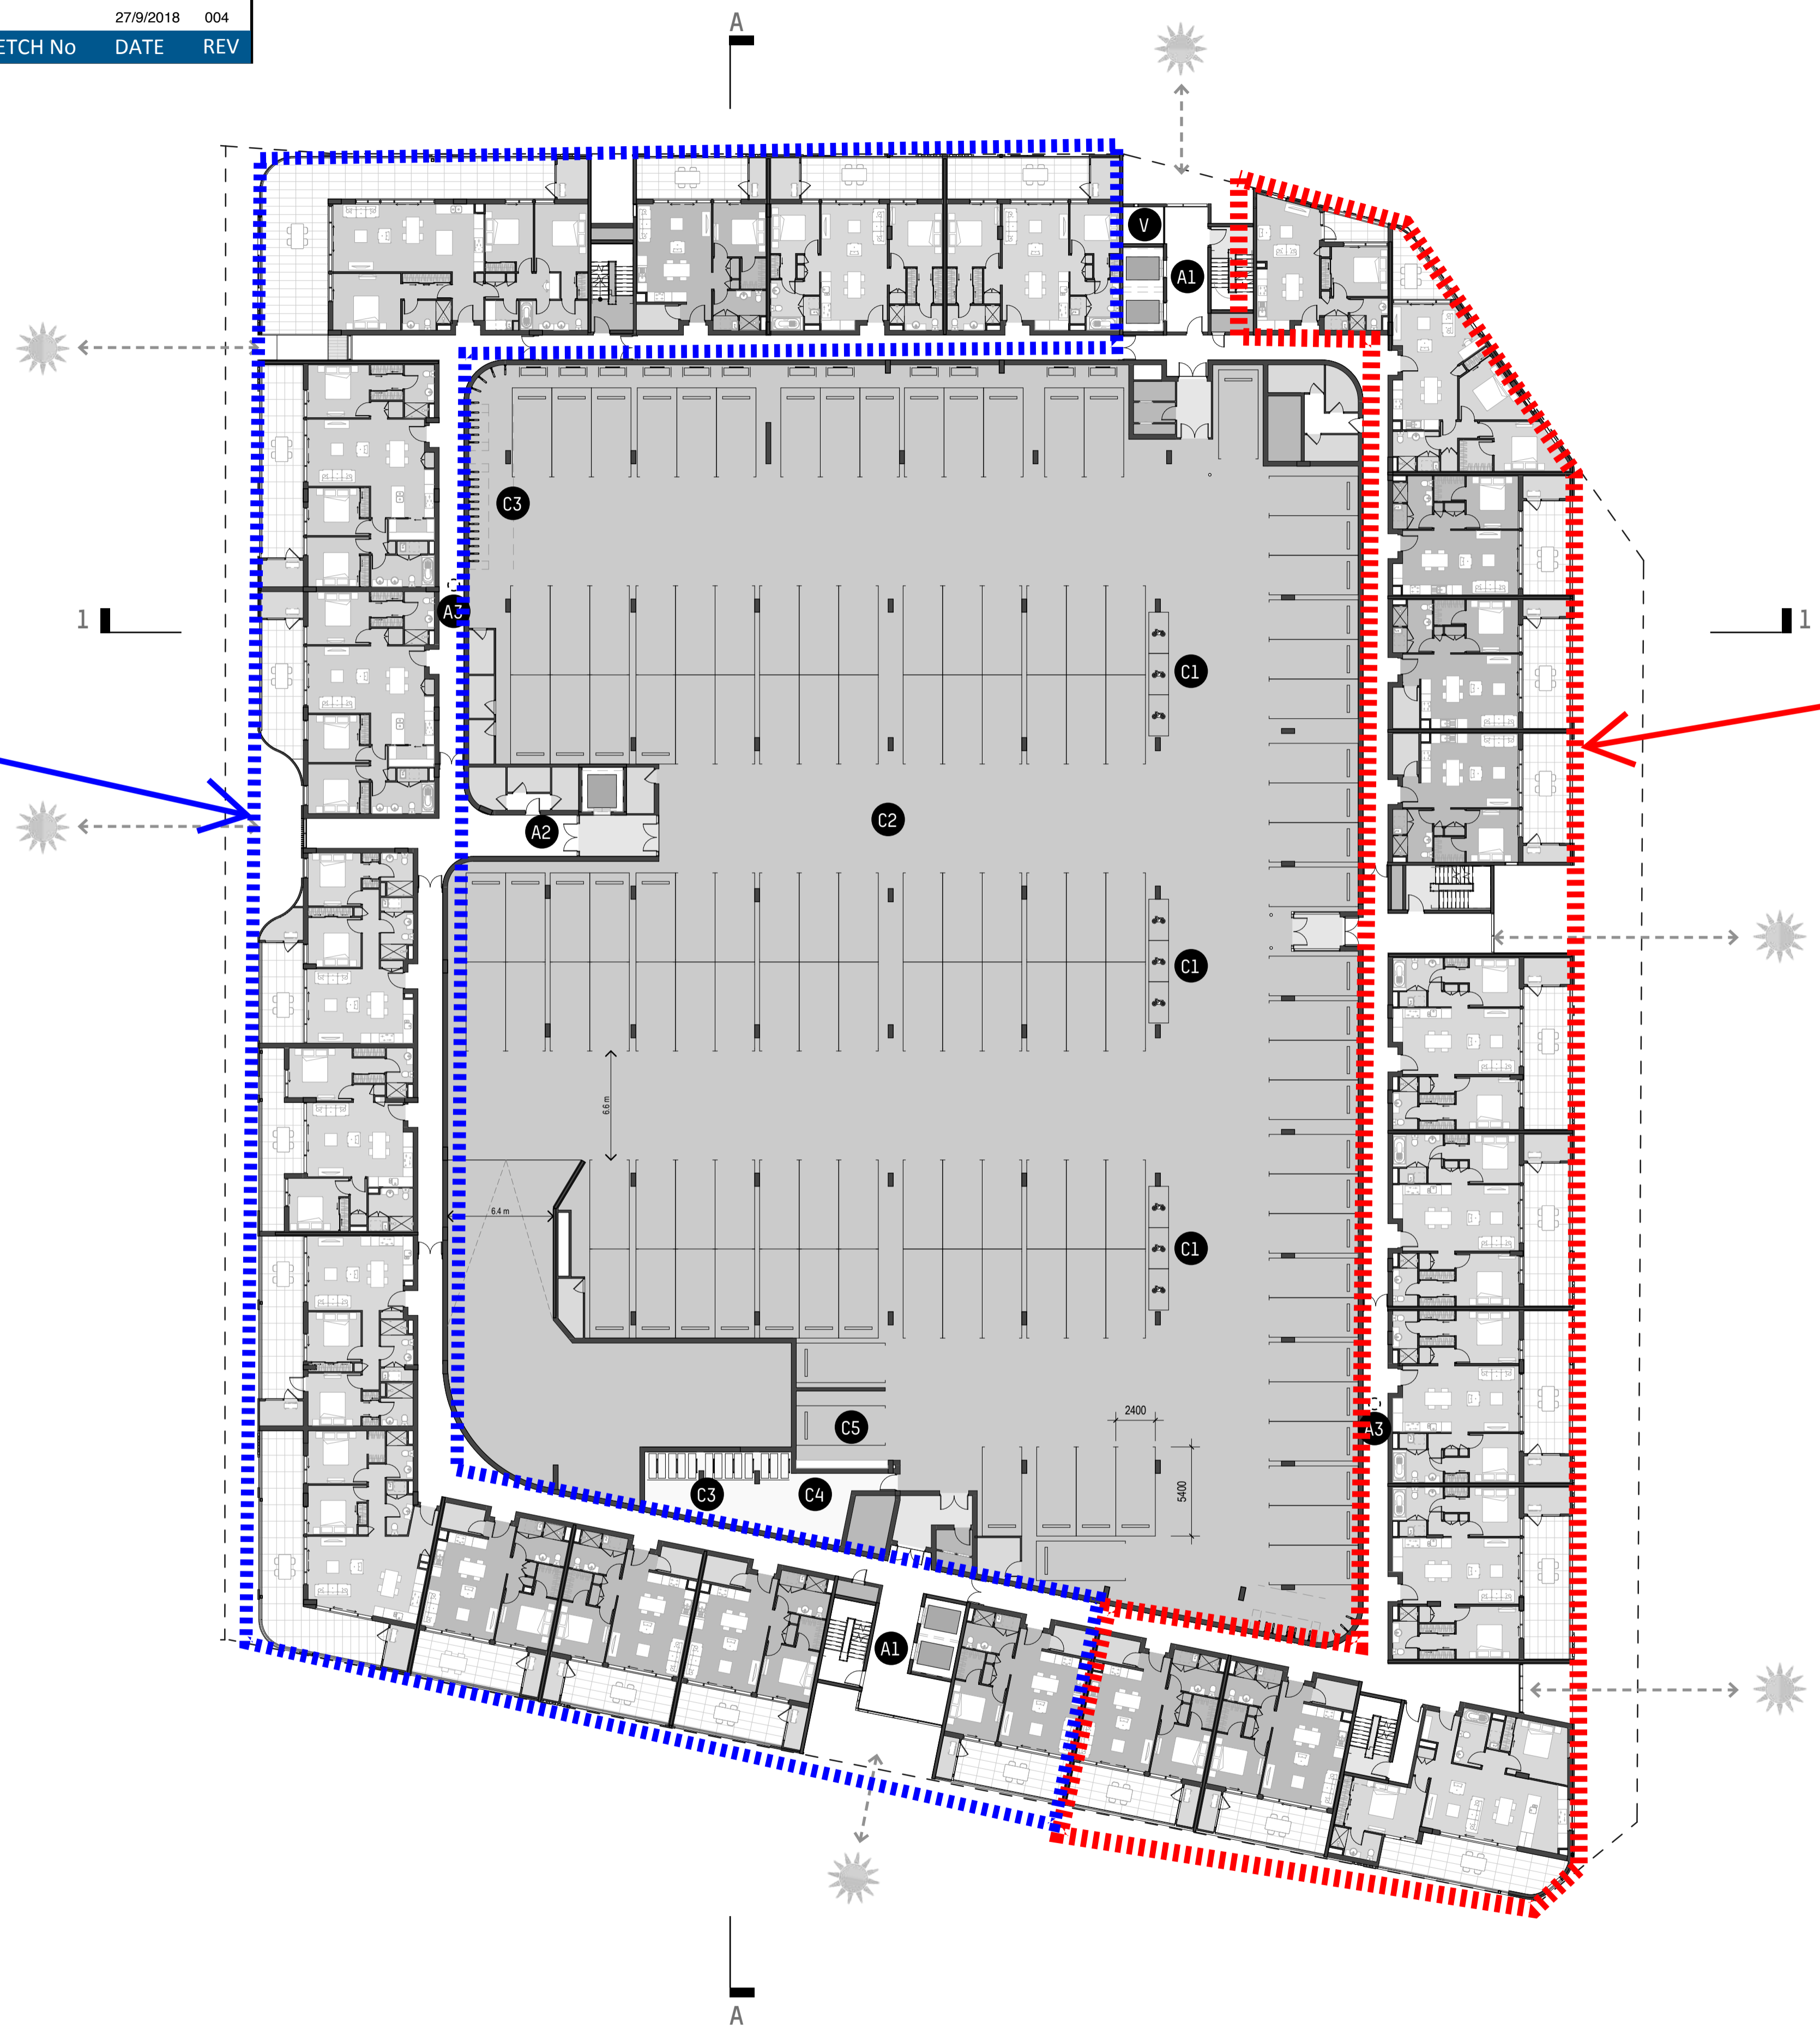 27/9/2018 004
ETCH No DATE REV
A
V
A1
C3
A3
1
1
C1
C2
A2
C1
6.6 m
6.4 m
C1
2400
A3
C5
5400
C3
C4
A1
A